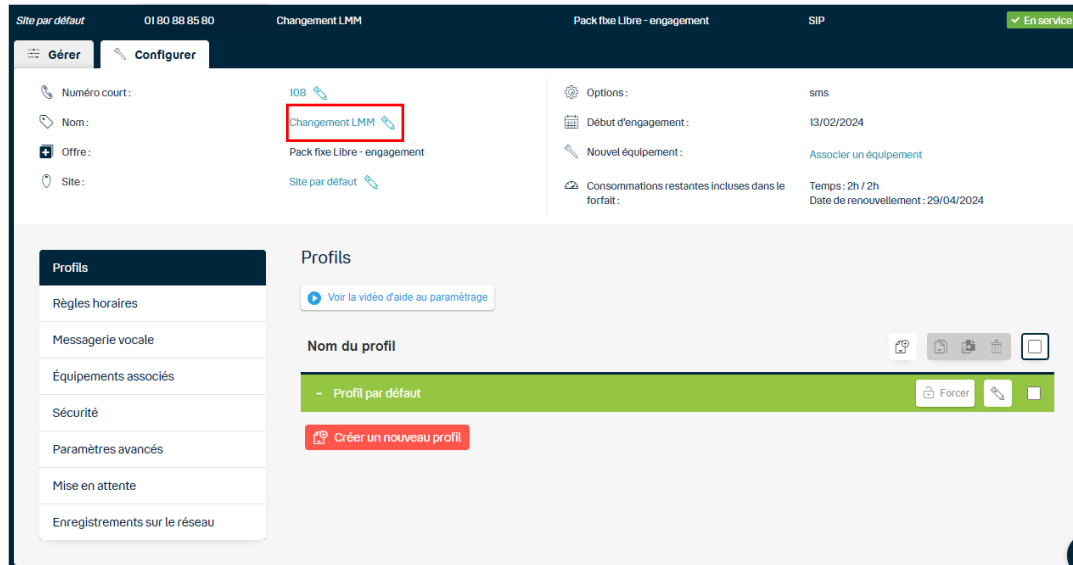 Site par défaut 01 80 88 85 80 Changement LMM Pack fixe Libre - engagement SIP En service
Gérer Configurer
Numéro court : 108 Options : sms
Nom : Changement LMM Début d'engagement : 13/02/2024
Offre : Pack fixe Libre - engagement Nouvel équipement : Associer un équipement
Site : Site par défaut Consommations restantes incluses dans le Temps : 2h / 2h
forfait : Date de renouvellement : 29/04/2024
Profils
Profils
Voir la vidéo d'aide au paramètrage
Règles horaires
Messagerie vocale
Nom du profil
Équipements associés
– Profil par défaut Forcer
Sécurité
Créer un nouveau profil
Paramètres avancés
Mise en attente
Enregistrements sur le réseau